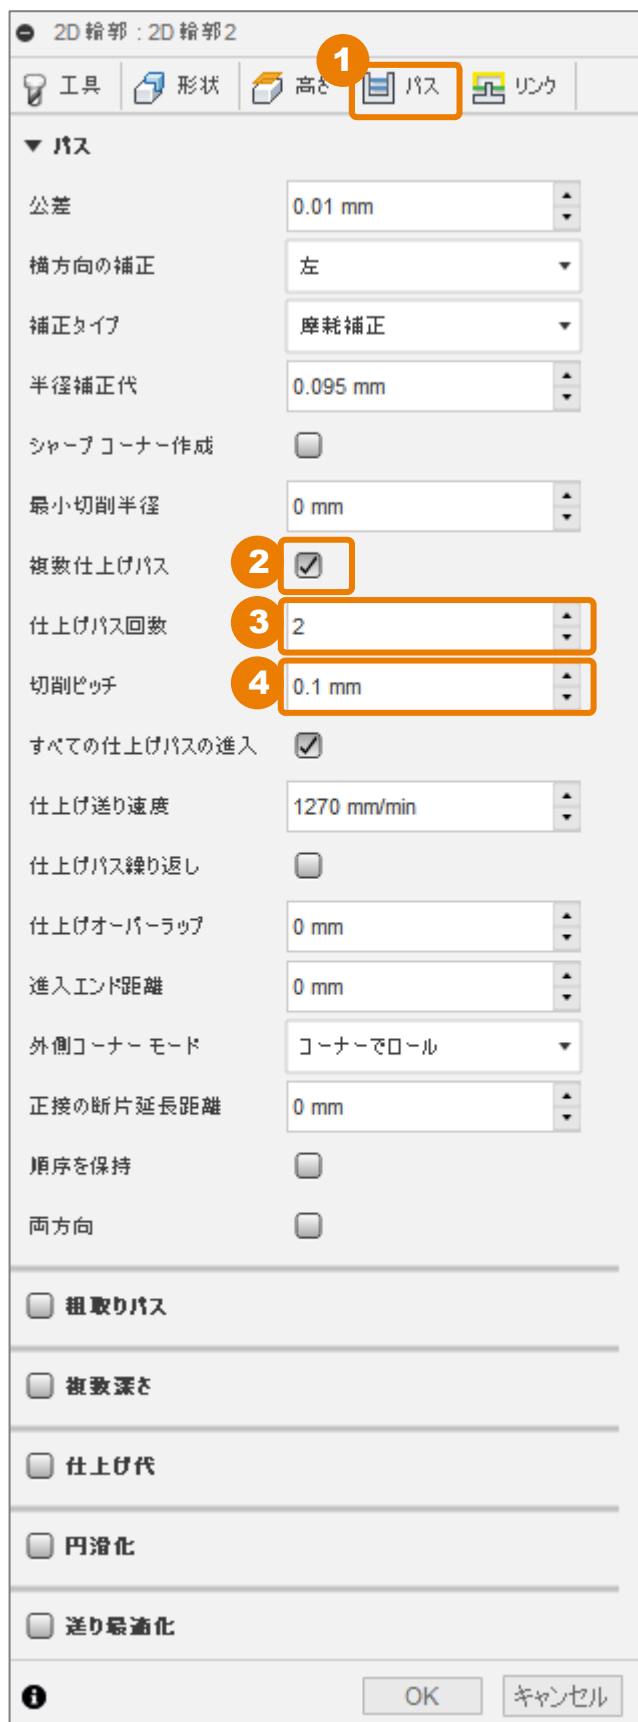 2D 輪郭 : 2D 輪郭2
1
工具 形状 高さ パス リンク
▼ パス
公差 0.01 mm
横方向の補正 左
補正タイプ 摩耗補正
半径補正代 0.095 mm
シャープ コーナー作成
最小切削半径 0 mm
複数仕上げパス 2
仕上げパス回数 3 2
切削ピッチ 4 0.1 mm
すべての仕上げパスの進入
仕上げ送り速度 1270 mm/min
仕上げパス繰り返し
仕上げオーバーラップ 0 mm
進入エンド距離 0 mm
外側コーナー モード コーナーでロール
正接の断片延長距離 0 mm
順序を保持
両方向
粗取りパス
複数深さ
仕上げ代
円滑化
送り最適化
OK キャンセル